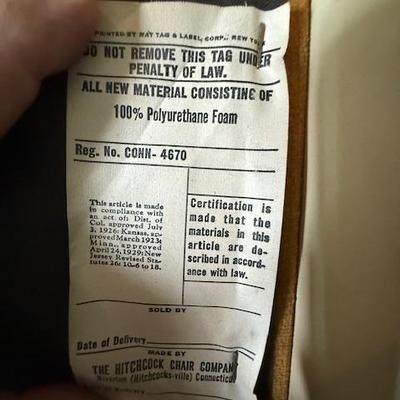 PRINTED BY NAT TAG & LABEL, CORP., NEW YORK
DO NOT REMOVE THIS TAG UNDER
PENALTY OF LAW.
ALL NEW MATERIAL CONSISTING OF
100% Polyurethane Foam
Reg. No. CONN- 4670
This article is made
in compliance with
an act of: Dist. of
Col. approved July
3, 1926; Kansas, ap-
proved March 1923;
Minn., approved
April 24, 1929; New
Jersey Revised Sta-
tutes 26: 10-6 to 18.
Certification is
made that the
materials in this
article are de-
scribed in accord-
ance with law.
SOLD BY
Date of Delivery
MADE BY
THE HITCHCOCK CHAIR COMPANY
Riverton (Hitchcocks-ville) Connecticut